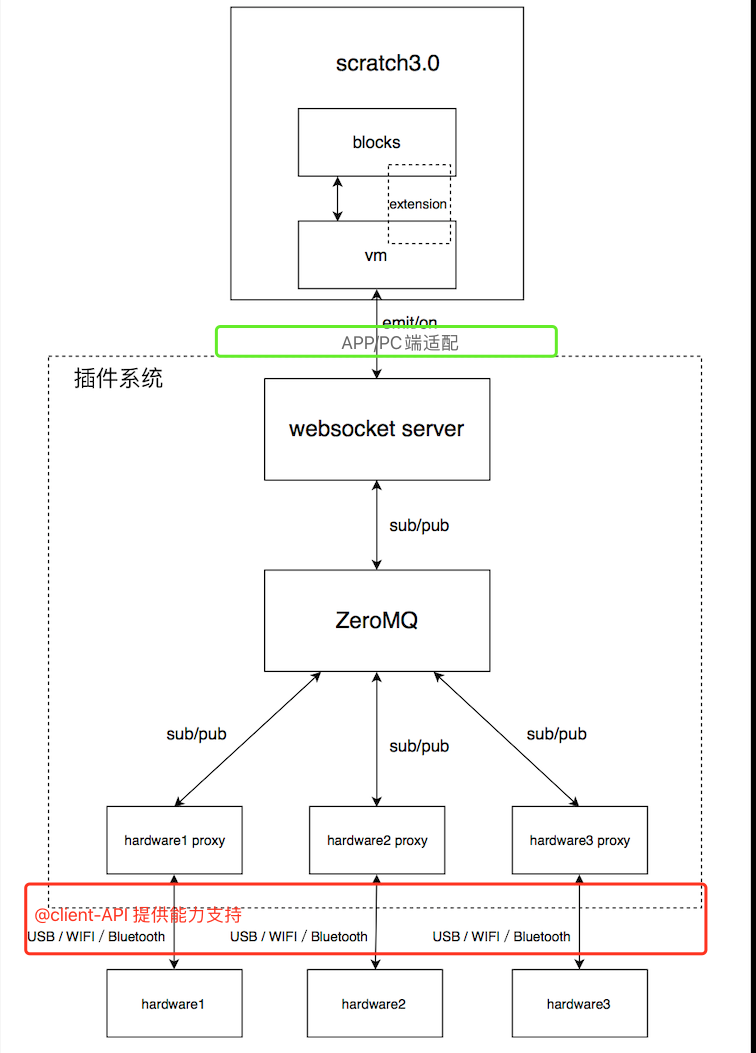 scratch3.0
blocks
extension
vm
emit/on
APP/PC端适配
插件系统
websocket server
sub/pub
ZeroMQ
sub/pub
sub/pub
sub/pub
hardware1 proxy
hardware2 proxy
hardware3 proxy
@client-API 提供能力支持
USB / WIFI / Bluetooth
USB / WIFI / Bluetooth
USB / WIFI / Bluetooth
hardware1
hardware2
hardware3